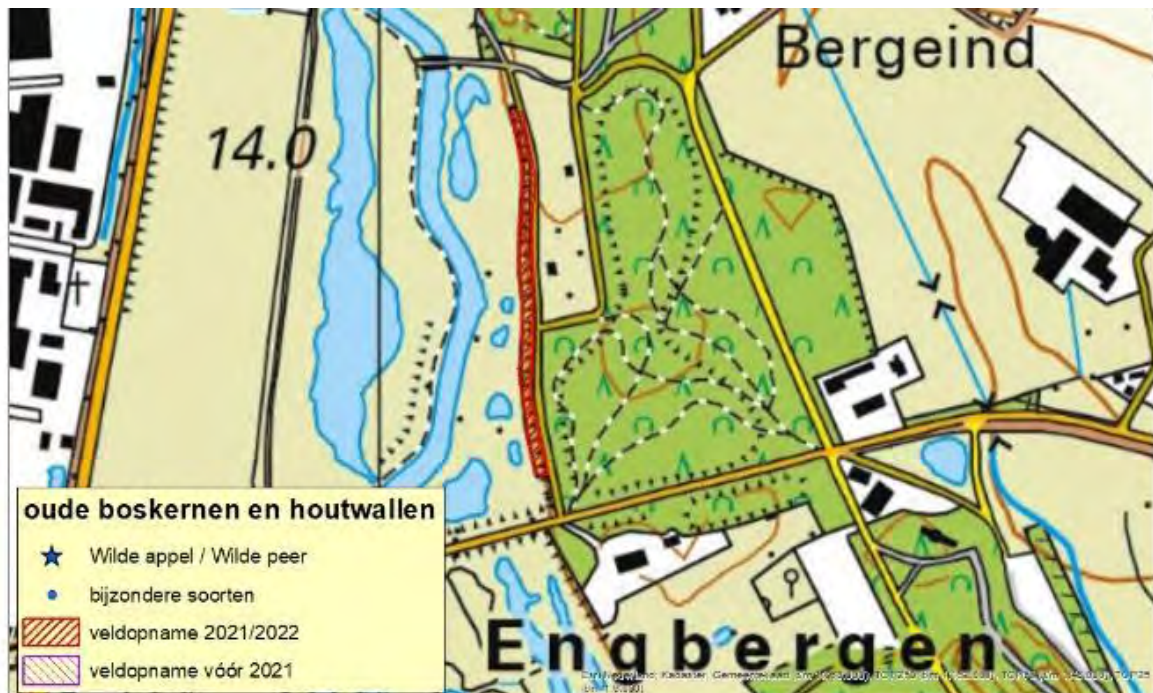 Bergeind
14.0
oude boskernen en houtwallen
Wilde appel / Wilde peer
bijzondere soorten
veldopname 2021/2022
veldopname vóór 2021
Engbergen